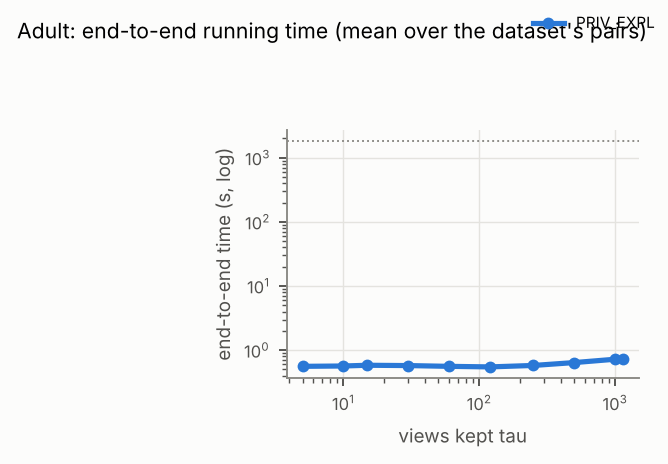 Adult: end-to-end running time (mean over the dataset's pairs)
PRIV_EXPL
end-to-end time (s, log)
10³
10²
10¹
10⁰
10¹ 10² 10³
views kept tau